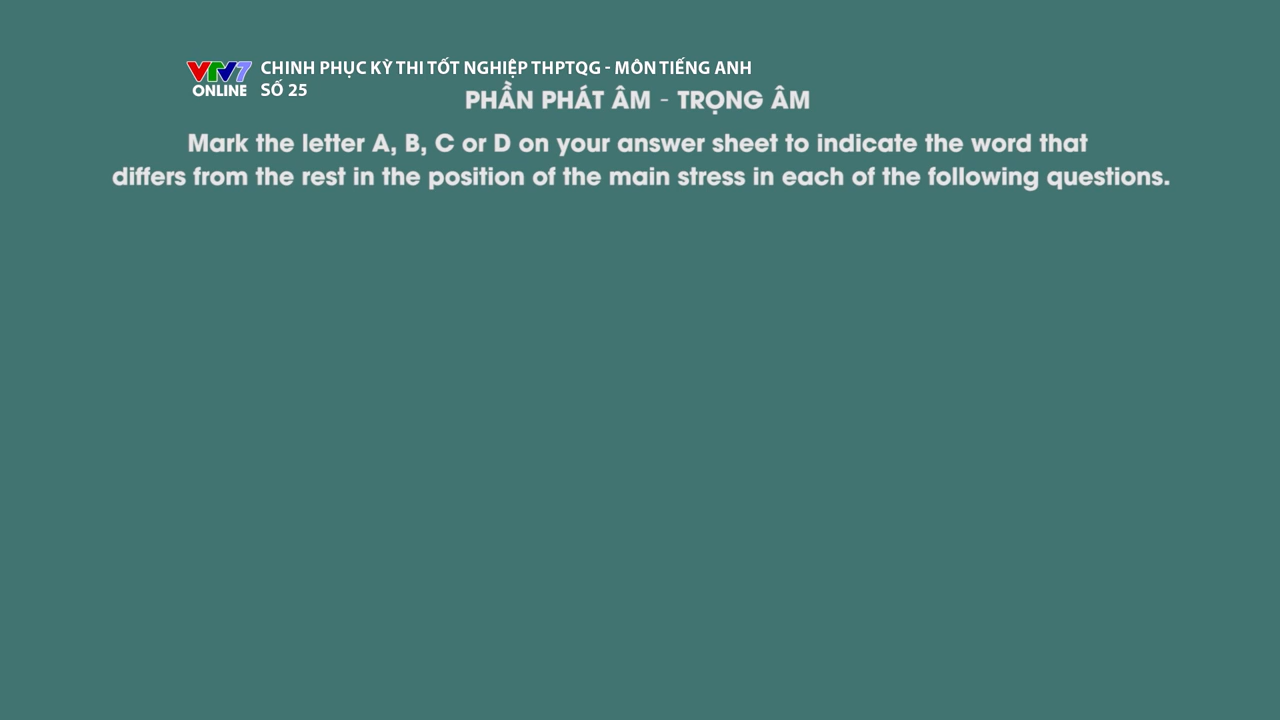 VTV7 CHINH PHỤC KỲ THI TỐT NGHIỆP THPTQG - MÔN TIẾNG ANH
ONLINE SỐ 25
PHẦN PHÁT ÂM - TRỌNG ÂM
Mark the letter A, B, C or D on your answer sheet to indicate the word that
differs from the rest in the position of the main stress in each of the following questions.